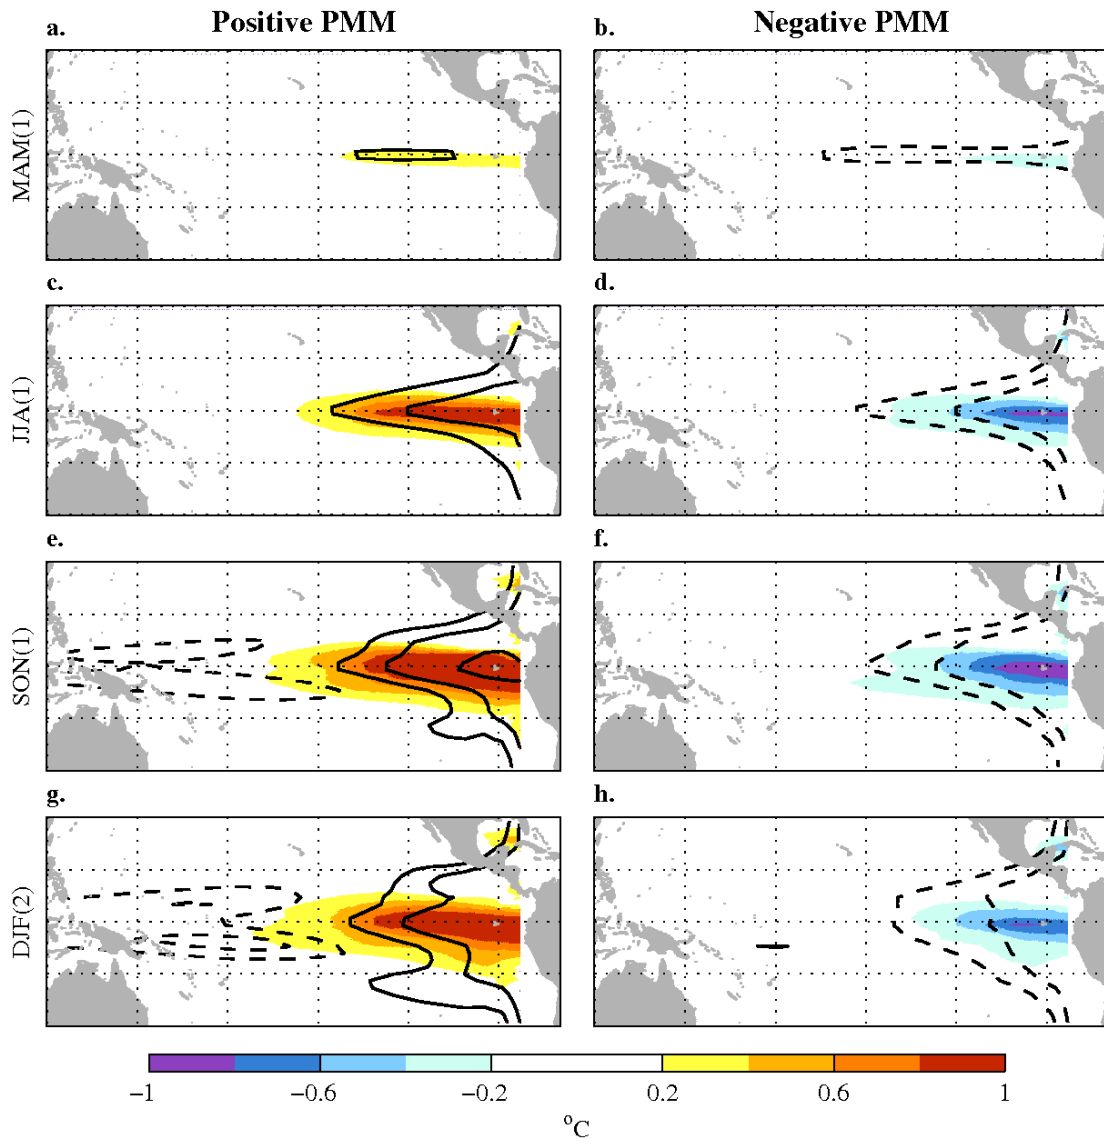 Positive PMM Negative PMM
a. b.
MAM(1)
c. d.
JJA(1)
e. f.
SON(1)
g. h.
DJF(2)
−1 −0.6 −0.2 0.2 0.6 1
°C